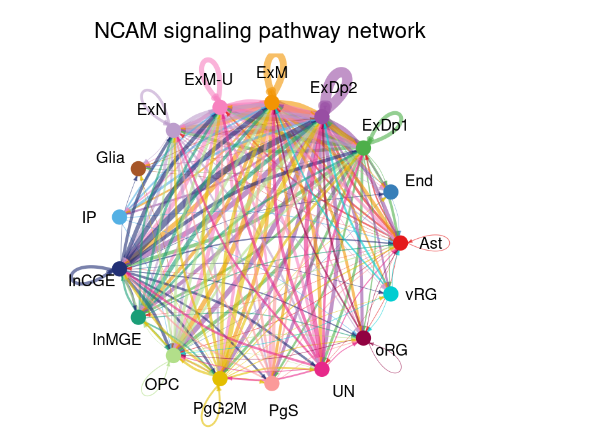 NCAM signaling pathway network
ExM
ExM-U
ExDp2
ExN
ExDp1
Glia
End
IP
Ast
InCGE
vRG
InMGE
oRG
OPC
UN
PgG2M
PgS